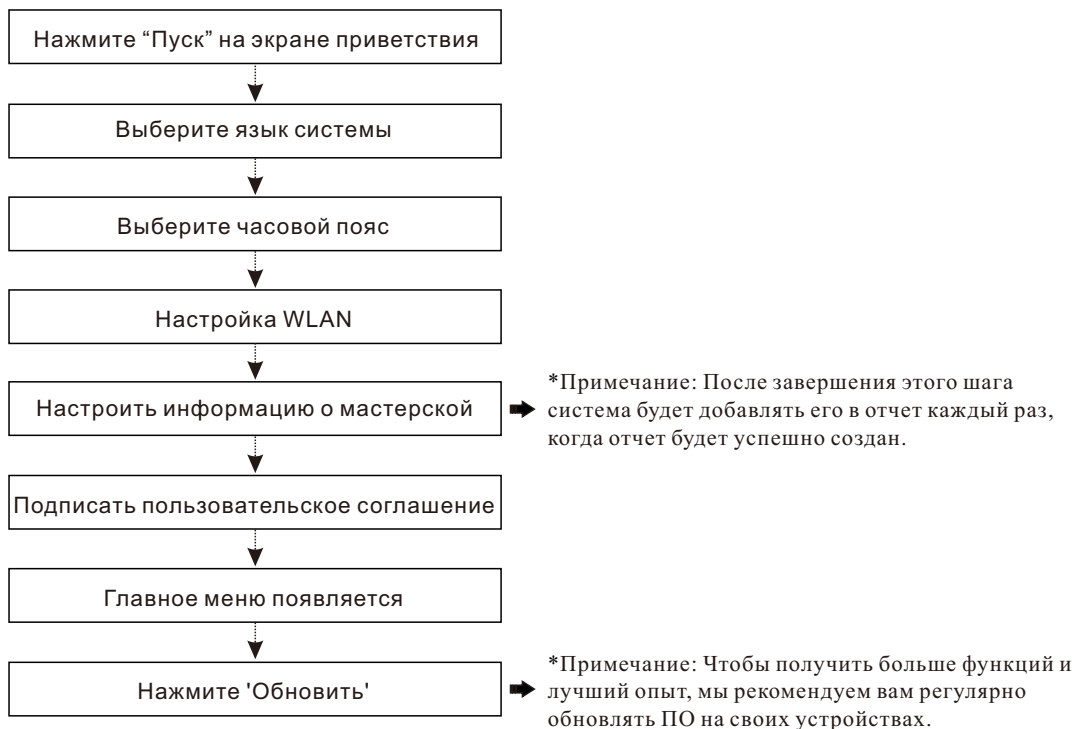 Нажмите “Пуск” на экране приветствия
Выберите язык системы
Выберите часовой пояс
Настройка WLAN
Настроить информацию о мастерской
*Примечание: После завершения этого шага
система будет добавлять его в отчет каждый раз,
когда отчет будет успешно создан.
Подписать пользовательское соглашение
Главное меню появляется
Нажмите 'Обновить'
*Примечание: Чтобы получить больше функций и
лучший опыт, мы рекомендуем вам регулярно
обновлять ПО на своих устройствах.